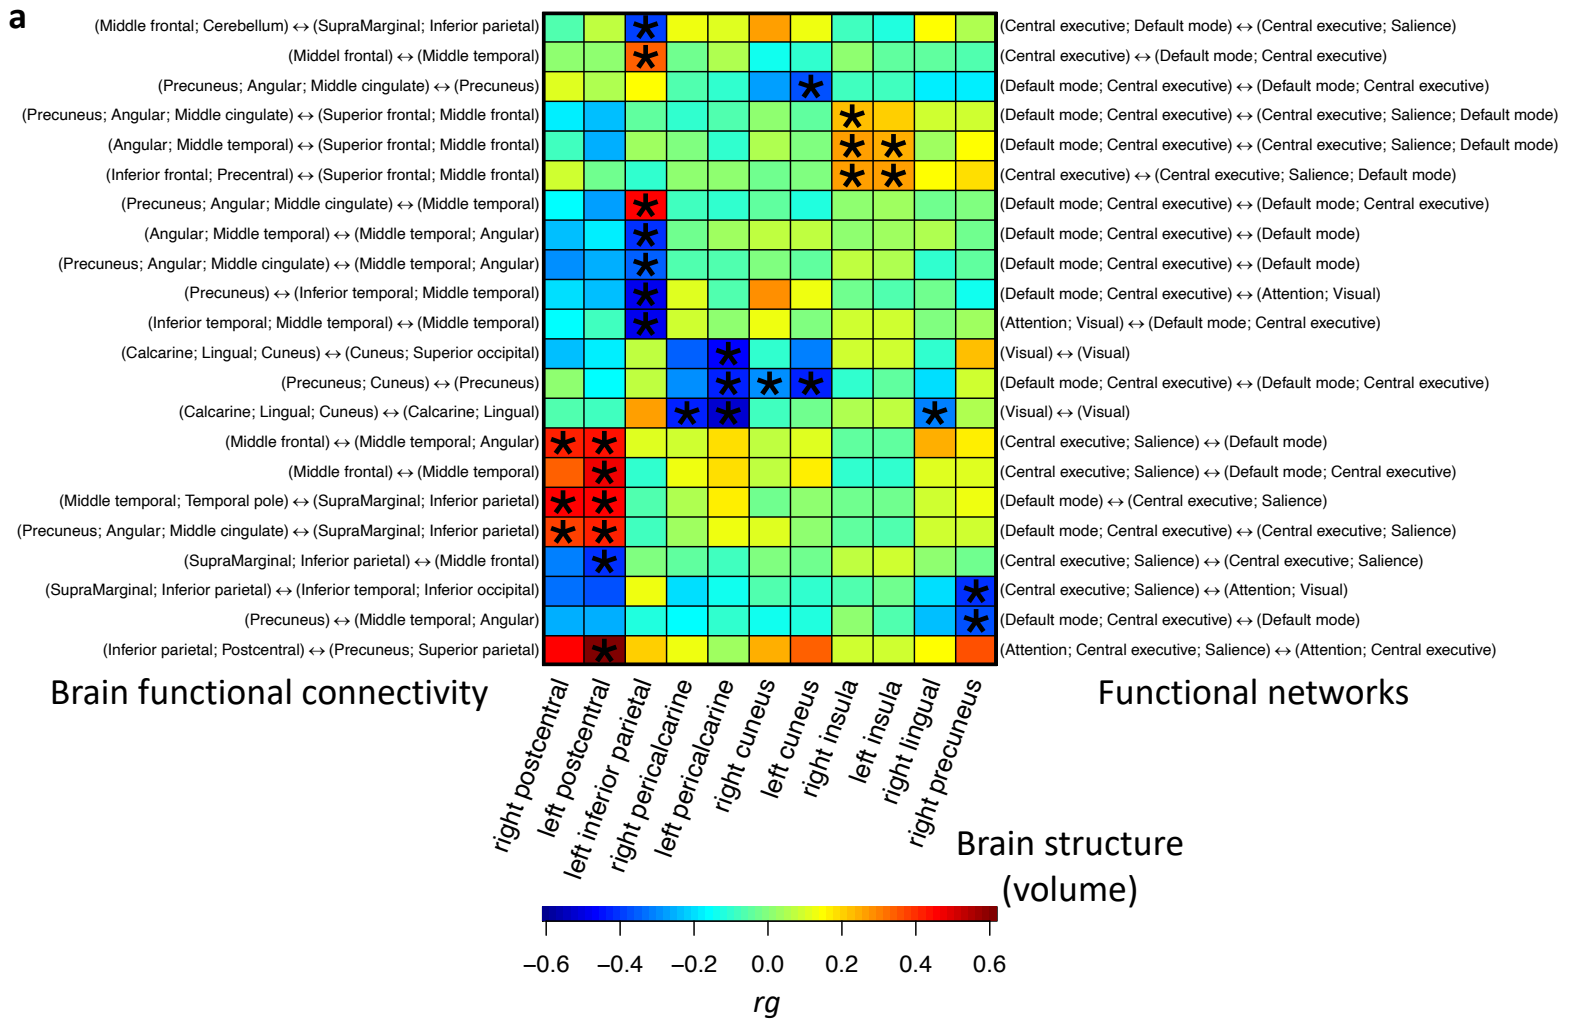 a
(Middle frontal; Cerebellum) ↔ (SupraMarginal; Inferior parietal) (Central executive; Default mode) ↔ (Central executive; Salience)
(Middel frontal) ↔ (Middle temporal) (Central executive) ↔ (Default mode; Central executive)
(Precuneus; Angular; Middle cingulate) ↔ (Precuneus) (Default mode; Central executive) ↔ (Default mode; Central executive)
(Precuneus; Angular; Middle cingulate) ↔ (Superior frontal; Middle frontal) (Default mode; Central executive) ↔ (Central executive; Salience; Default mode)
(Angular; Middle temporal) ↔ (Superior frontal; Middle frontal) (Default mode; Central executive) ↔ (Central executive; Salience; Default mode)
(Inferior frontal; Precentral) ↔ (Superior frontal; Middle frontal) (Central executive) ↔ (Central executive; Salience; Default mode)
(Precuneus; Angular; Middle cingulate) ↔ (Middle temporal) (Default mode; Central executive) ↔ (Default mode; Central executive)
(Angular; Middle temporal) ↔ (Middle temporal; Angular) (Default mode; Central executive) ↔ (Default mode)
(Precuneus; Angular; Middle cingulate) ↔ (Middle temporal; Angular) (Default mode; Central executive) ↔ (Default mode)
(Precuneus) ↔ (Inferior temporal; Middle temporal) (Default mode; Central executive) ↔ (Attention; Visual)
(Inferior temporal; Middle temporal) ↔ (Middle temporal) (Attention; Visual) ↔ (Default mode; Central executive)
(Calcarine; Lingual; Cuneus) ↔ (Cuneus; Superior occipital) (Visual) ↔ (Visual)
(Precuneus; Cuneus) ↔ (Precuneus) (Default mode; Central executive) ↔ (Default mode; Central executive)
(Calcarine; Lingual; Cuneus) ↔ (Calcarine; Lingual) (Visual) ↔ (Visual)
(Middle frontal) ↔ (Middle temporal; Angular) (Central executive; Salience) ↔ (Default mode)
(Middle frontal) ↔ (Middle temporal) (Central executive; Salience) ↔ (Default mode; Central executive)
(Middle temporal; Temporal pole) ↔ (SupraMarginal; Inferior parietal) (Default mode) ↔ (Central executive; Salience)
(Precuneus; Angular; Middle cingulate) ↔ (SupraMarginal; Inferior parietal) (Default mode; Central executive) ↔ (Central executive; Salience)
(SupraMarginal; Inferior parietal) ↔ (Middle frontal) (Central executive; Salience) ↔ (Central executive; Salience)
(SupraMarginal; Inferior parietal) ↔ (Inferior temporal; Inferior occipital) (Central executive; Salience) ↔ (Attention; Visual)
(Precuneus) ↔ (Middle temporal; Angular) (Default mode; Central executive) ↔ (Default mode)
(Inferior parietal; Postcentral) ↔ (Precuneus; Superior parietal) (Attention; Central executive; Salience) ↔ (Attention; Central executive)
Brain functional connectivity
Functional networks
right postcentral
left postcentral
left inferior parietal
right pericalcarine
left pericalcarine
right cuneus
left cuneus
right insula
left insula
right lingual
right precuneus
Brain structure
(volume)
−0.6 −0.4 −0.2 0.0 0.2 0.4 0.6
rg